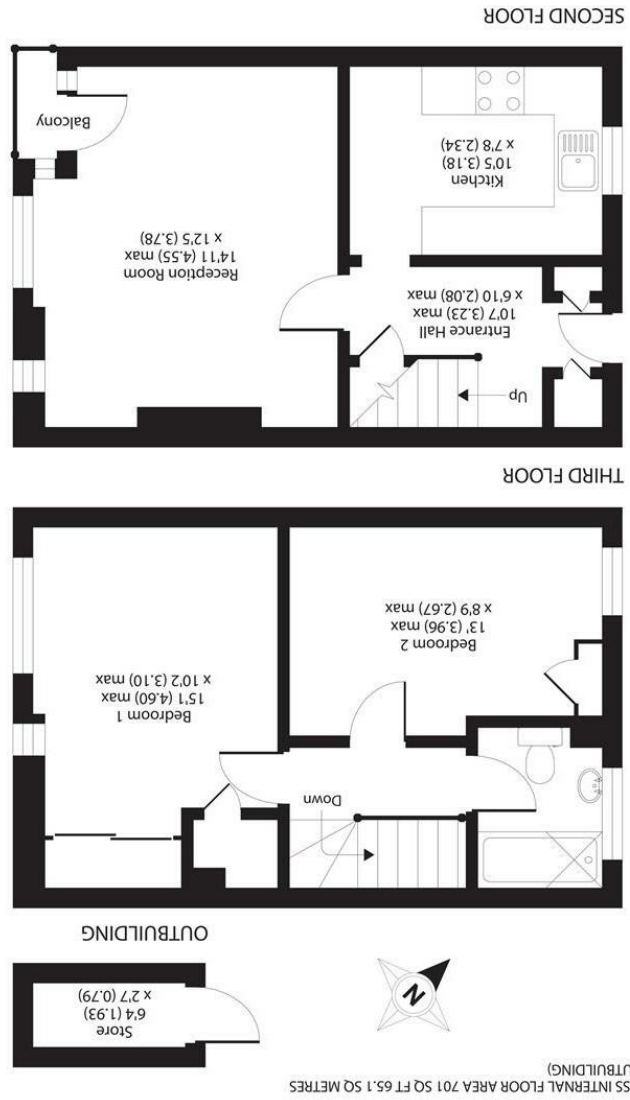 SS INTERNAL FLOOR AREA 701 SQ FT 65.1 SQ METRES
UTBUILDING)
N
Store
6'4 (1.93)
x 2'7 (0.79)
OUTBUILDING
Down
Bedroom 1
15'1 (4.60) max
x 10'2 (3.10) max
Bedroom 2
13' (3.96) max
x 8'9 (2.67) max
THIRD FLOOR
Up
Entrance Hall
10'7 (3.23) max
x 6'10 (2.08) max
Reception Room
14'11 (4.55) max
x 12'5 (3.78)
Kitchen
10'5 (3.18)
x 7'8 (2.34)
Balcony
SECOND FLOOR